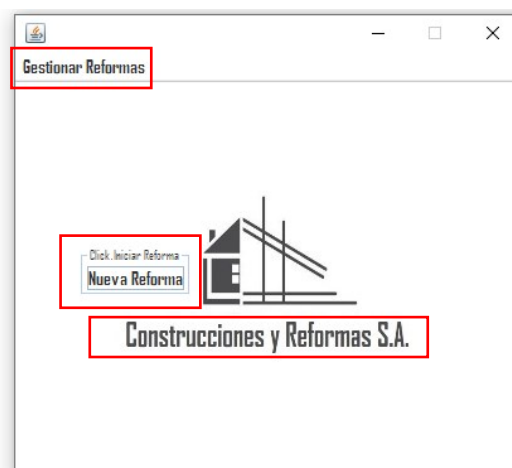 Gestionar Reformas
Click.Iniciar Reforma
Nueva Reforma
Construcciones y Reformas S.A.